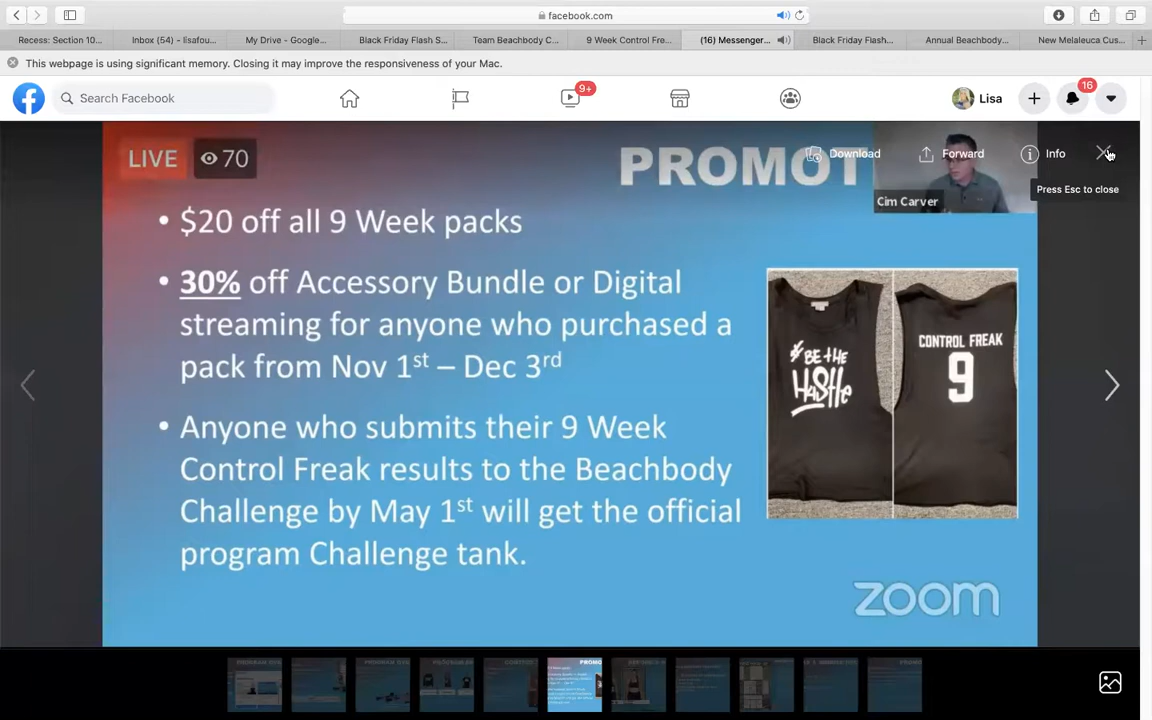 facebook.com
Recess: Section 10...
Inbox (54) – lisafou...
My Drive – Google...
Black Friday Flash S...
Team Beachbody C...
9 Week Control Fre...
(16) Messenger...
Black Friday Flash...
Annual Beachbody...
New Melaleuca Cus...
This webpage is using significant memory. Closing it may improve the responsiveness of your Mac.
Search Facebook
9+
Lisa
16
LIVE 70
PROMOT
Download
Forward
Info
Press Esc to close
Cim Carver
• $20 off all 9 Week packs
• 30% off Accessory Bundle or Digital
streaming for anyone who purchased a
pack from Nov 1st – Dec 3rd
• Anyone who submits their 9 Week
Control Freak results to the Beachbody
Challenge by May 1st will get the official
program Challenge tank.
#BE THE
HUSTLE
CONTROL FREAK
9
zoom